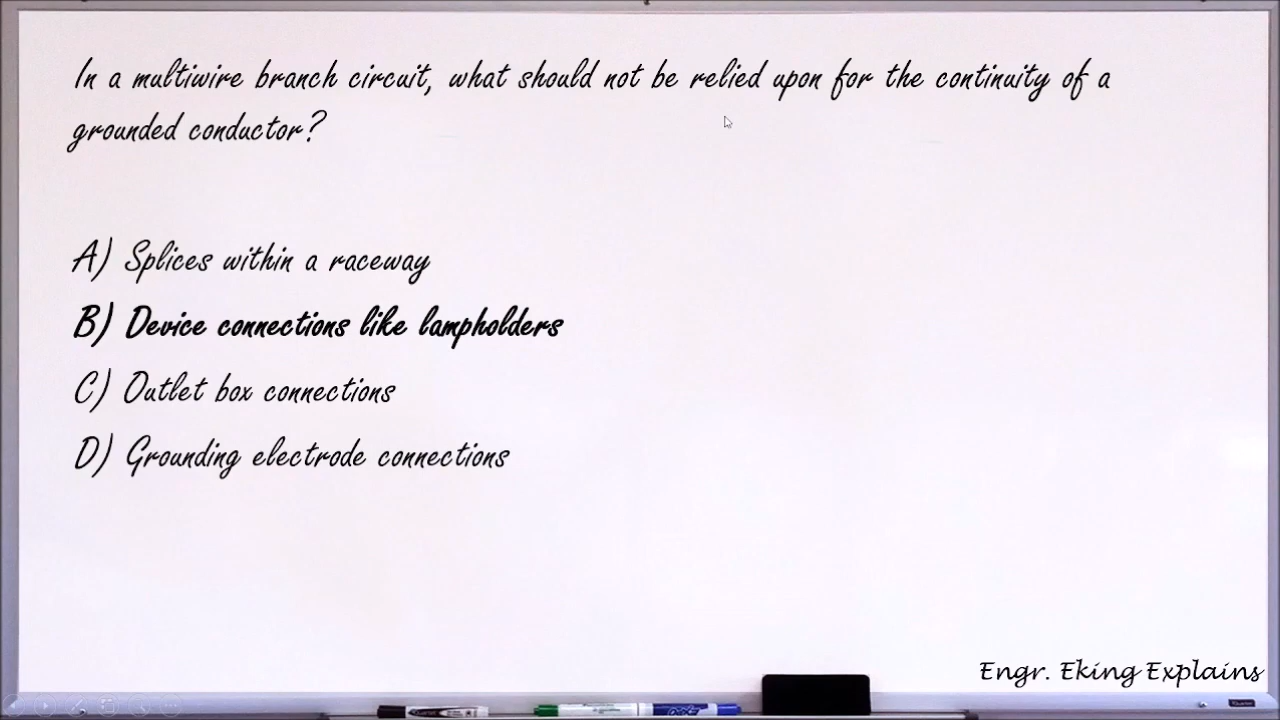 In a multiwire branch circuit, what should not be relied upon for the continuity of a
grounded conductor?
A) Splices within a raceway
B) Device connections like lampholders
C) Outlet box connections
D) Grounding electrode connections
Engr. Eking Explains